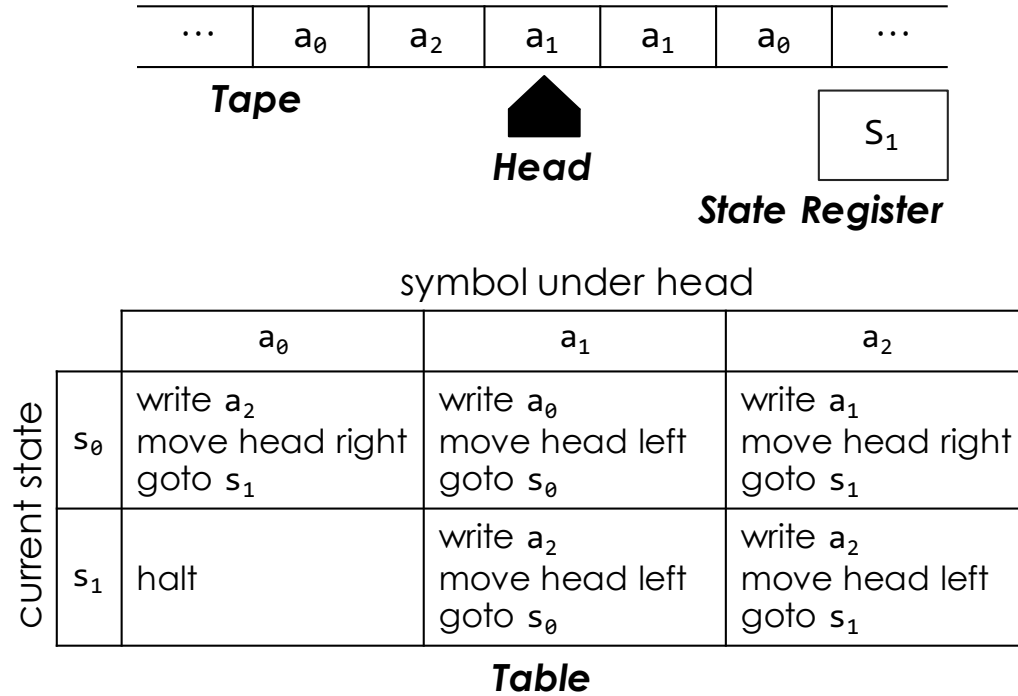 … a₀ a₂ a₁ a₁ a₀ …
Tape
Head
S₁
State Register
symbol under head
a₀ a₁ a₂
current state
s₀
write a₂
move head right
goto s₁
write a₀
move head left
goto s₀
write a₁
move head right
goto s₁
s₁
halt
write a₂
move head left
goto s₀
write a₂
move head left
goto s₁
Table